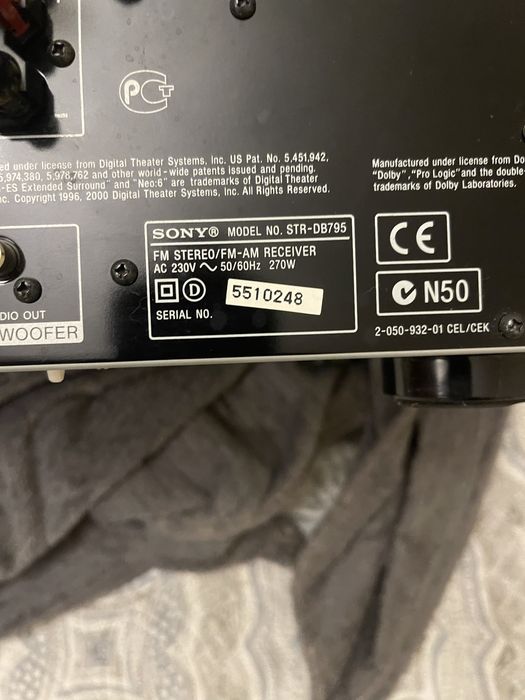 PCT
ed under license from Digital Theater Systems, Inc. US Pat. No. 5,451,942,
5,974,380, 5,978,762 and other world-wide patents issued and pending.
-ES Extended Surround" and "Neo:6" are trademarks of Digital Theater
nc. Copyright 1996, 2000 Digital Theater Systems, Inc. All Rights Reserved.
Manufactured under license from Do
"Dolby", "Pro Logic" and the double-
trademarks of Dolby Laboratories.
SONY® MODEL NO. STR-DB795
FM STEREO/FM-AM RECEIVER
AC 230V ~ 50/60Hz 270W
D 5510248
SERIAL NO.
CE
N50
2-050-932-01 CEL/CEK
DIO OUT
WOOFER